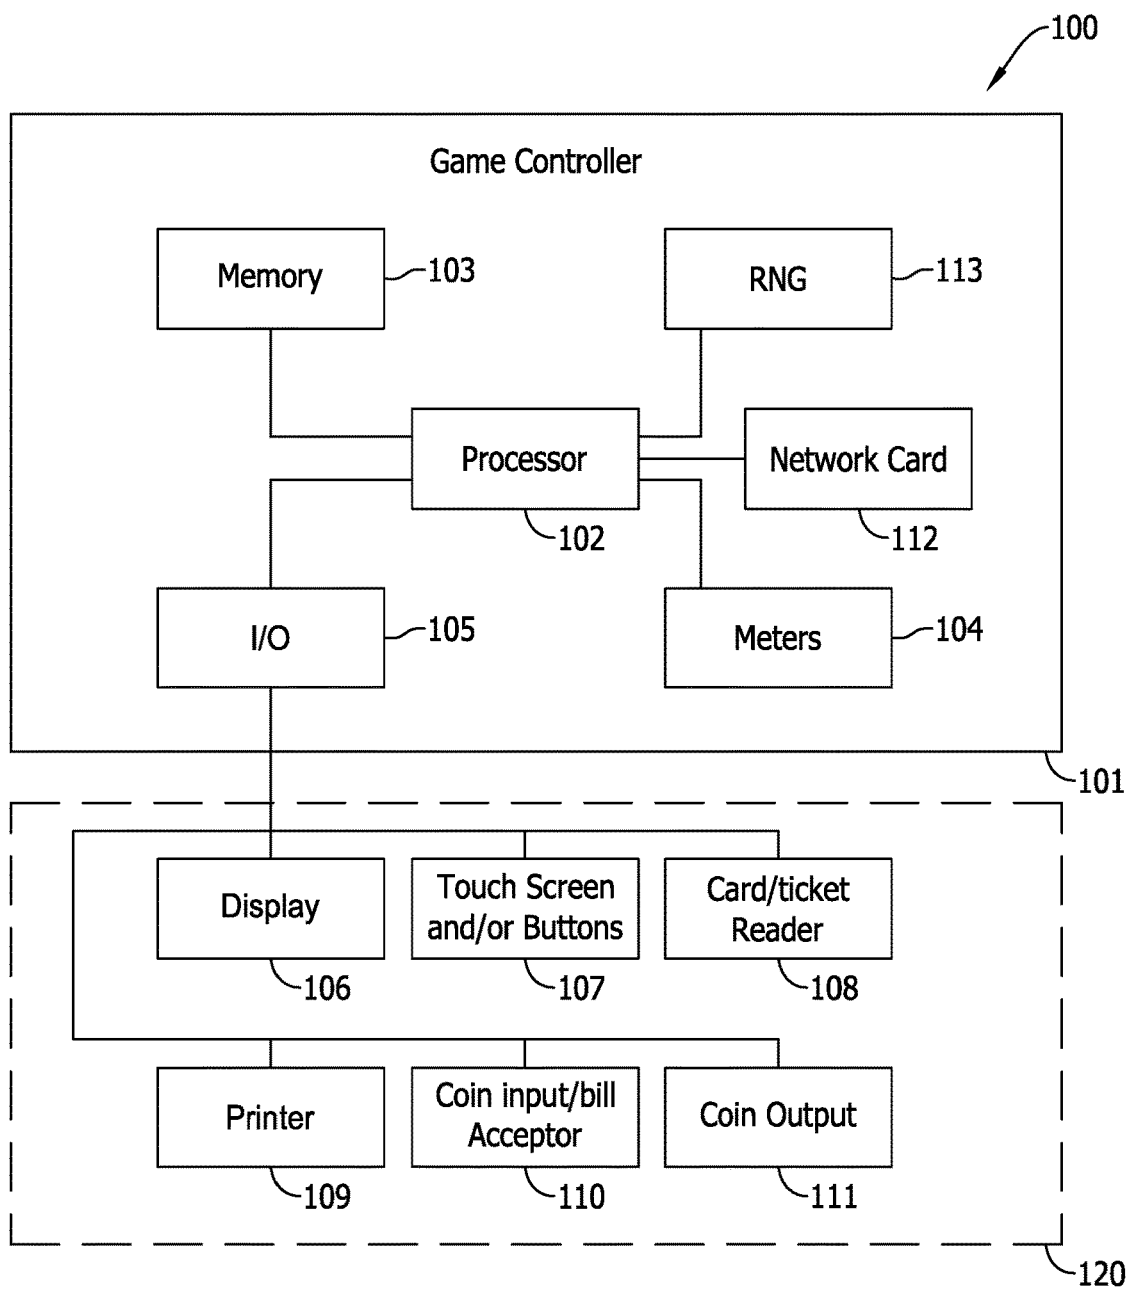 100
Game Controller
Memory
103
RNG
113
Processor
102
Network Card
112
I/O
105
Meters
104
101
Display
106
Touch Screen
and/or Buttons
107
Card/ticket
Reader
108
Printer
109
Coin input/bill
Acceptor
110
Coin Output
111
120